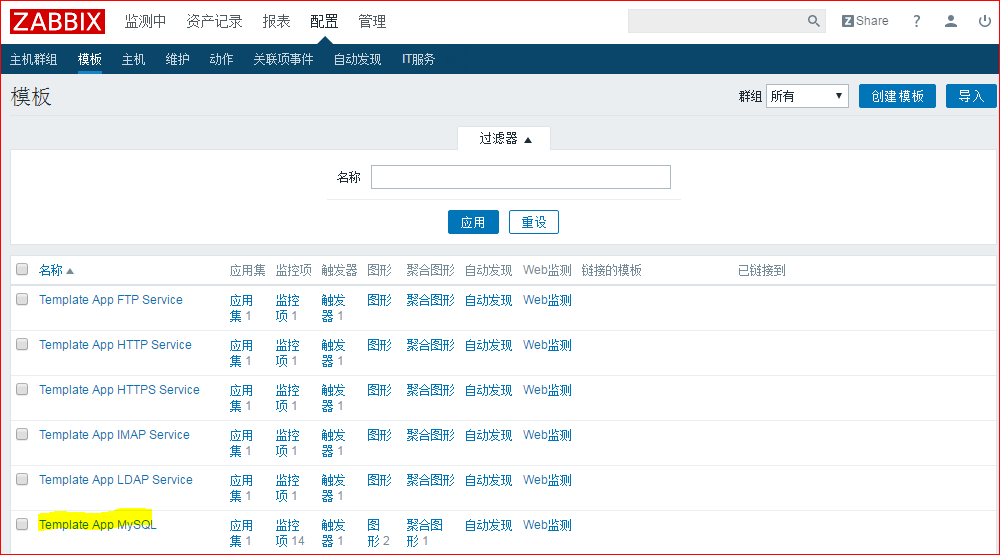 ZABBIX 监测中 资产记录 报表 配置 管理 Z Share ?
主机群组 模板 主机 维护 动作 关联项事件 自动发现 IT服务
模板 群组 所有 创建模板 导入
过滤器
名称
应用 重设
名称 应用集 监控项 触发器 图形 聚合图形 自动发现 Web监测 链接的模板 已链接到
Template App FTP Service 应用 监控 触发 图形 聚合图形 自动发现 Web监测
集 1 项 1 器 1
Template App HTTP Service 应用 监控 触发 图形 聚合图形 自动发现 Web监测
集 1 项 1 器 1
Template App HTTPS Service 应用 监控 触发 图形 聚合图形 自动发现 Web监测
集 1 项 1 器 1
Template App IMAP Service 应用 监控 触发 图形 聚合图形 自动发现 Web监测
集 1 项 1 器 1
Template App LDAP Service 应用 监控 触发 图形 聚合图形 自动发现 Web监测
集 1 项 1 器 1
Template App MySQL 应用 监控 触发 图 聚合图 自动发现 Web监测
集 1 项 14 器 1 形 2 形 1